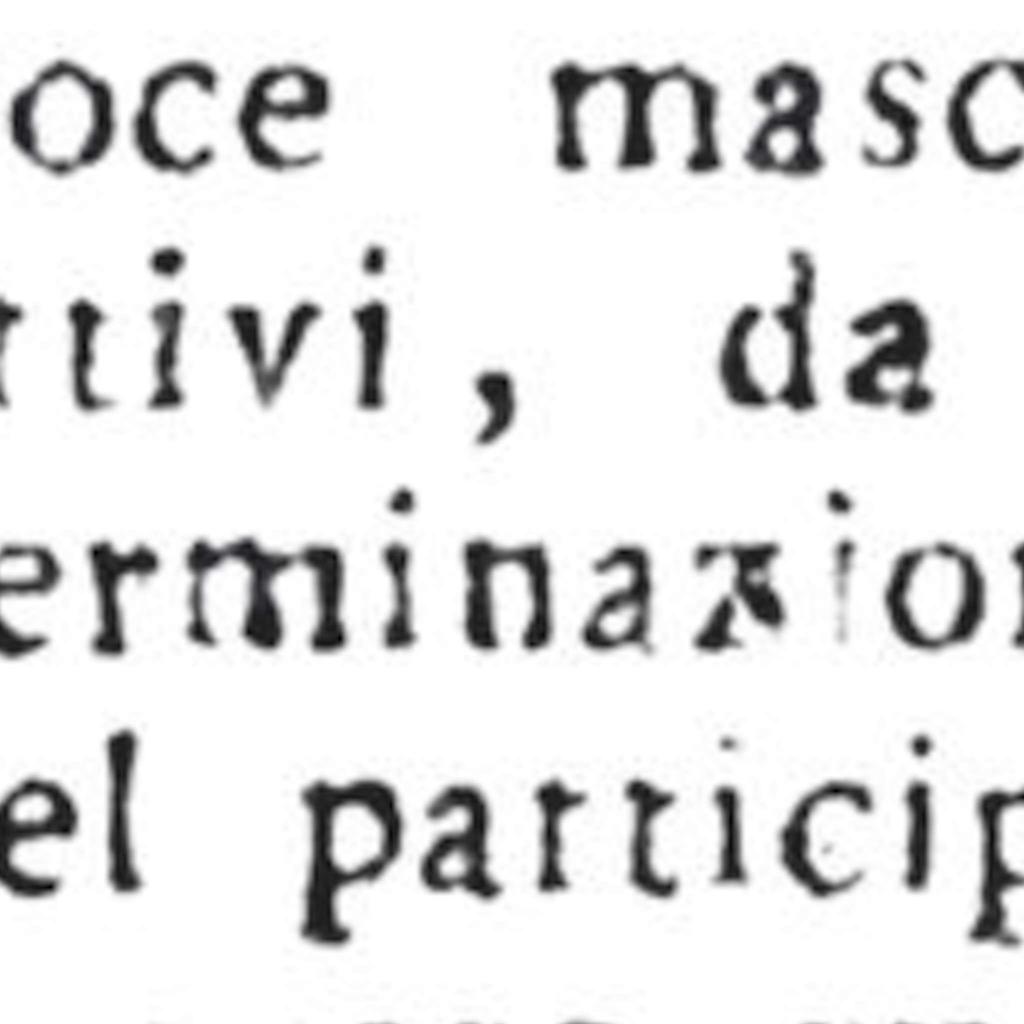 oce masc
ttivi, da
erminazion
el particip